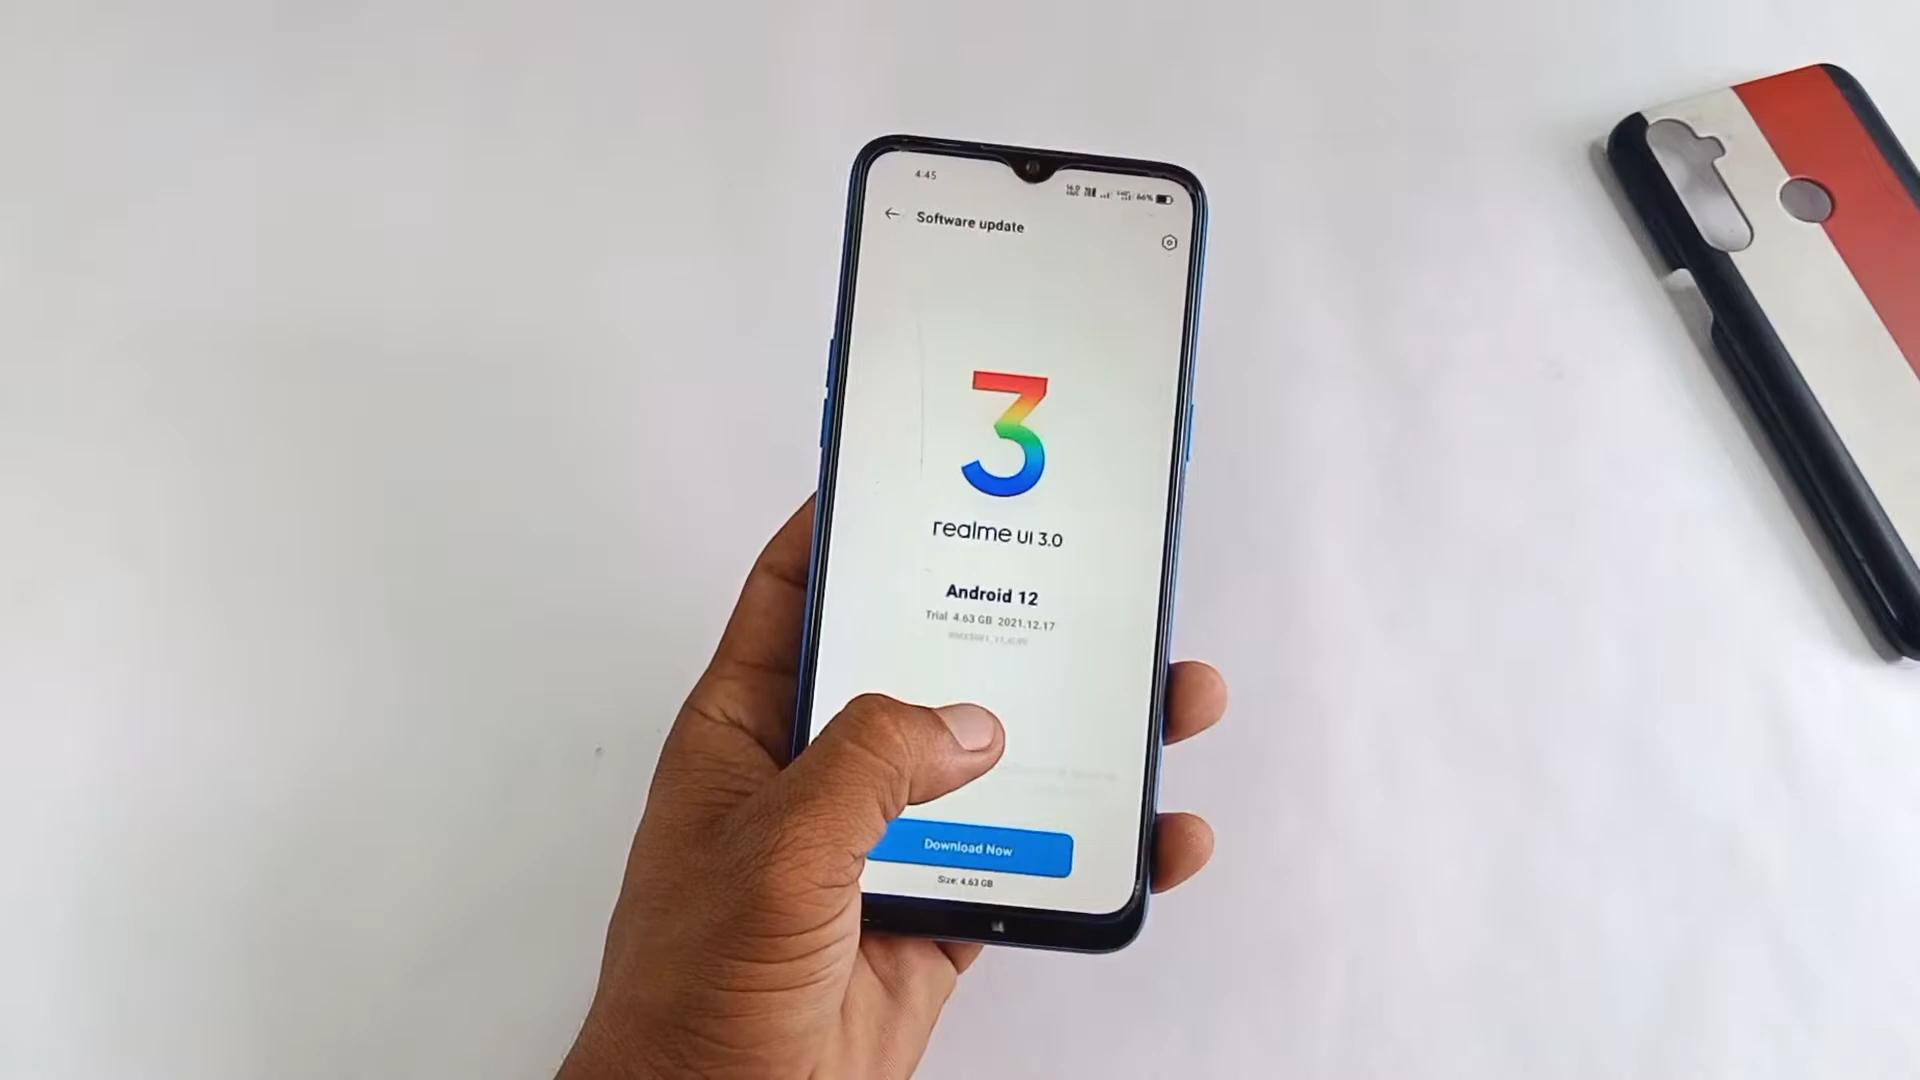 4:45
66%
Software update
3
realme UI 3.0
Android 12
Trial 4.63 GB 2021.12.17
Download Now
Size: 4.63 GB